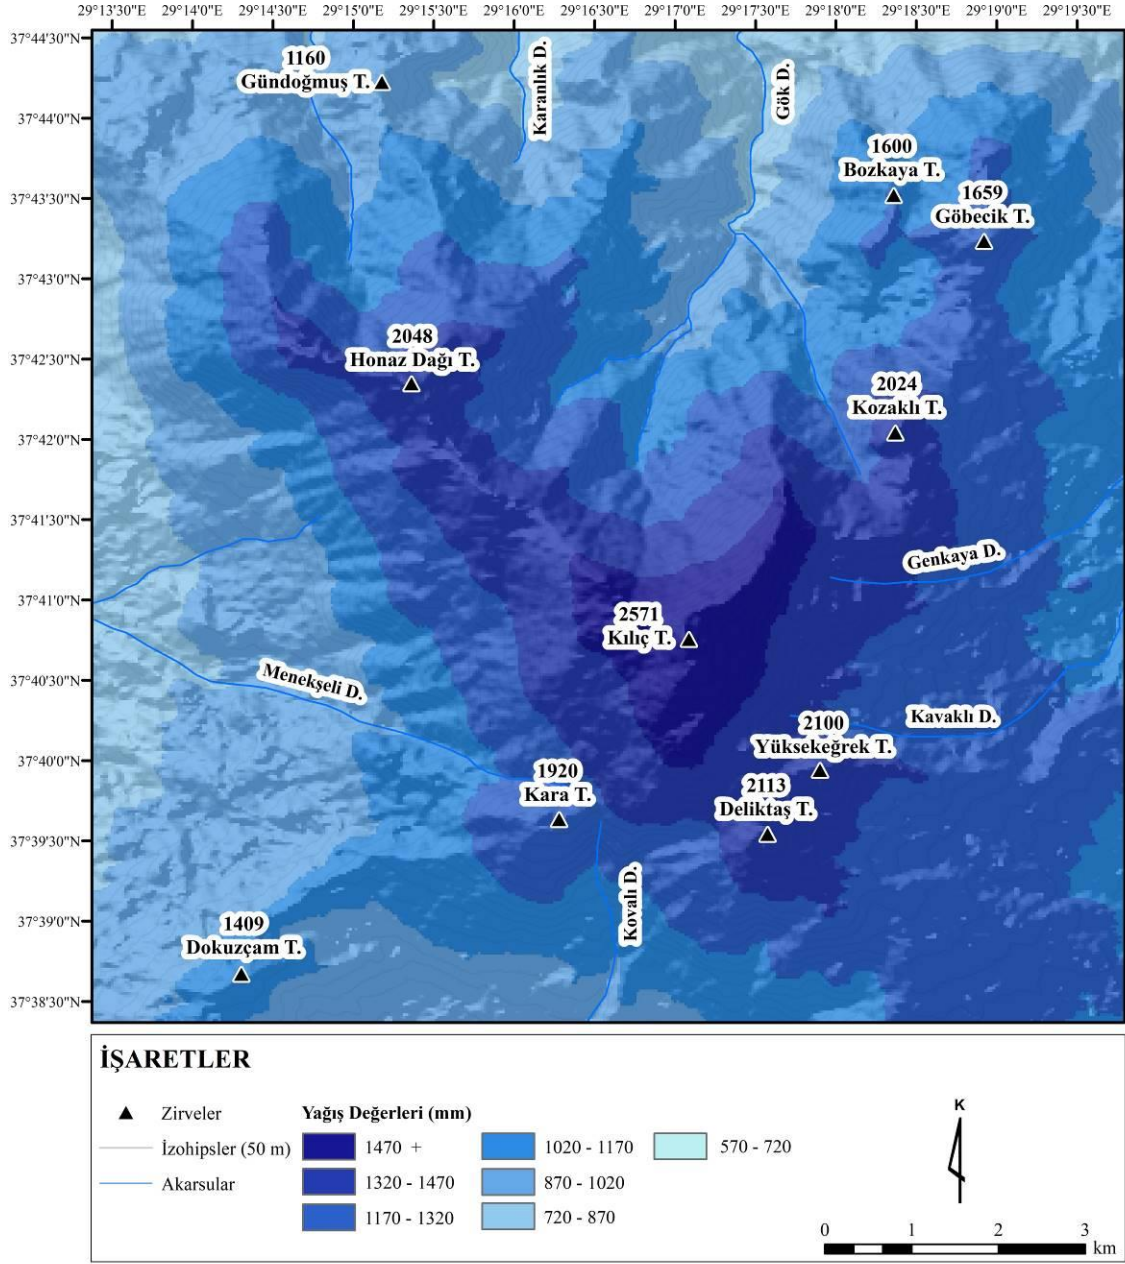 29°13'30"E 29°14'0"E 29°14'30"E 29°15'0"E 29°15'30"E 29°16'0"E 29°16'30"E 29°17'0"E 29°17'30"E 29°18'0"E 29°18'30"E 29°19'0"E 29°19'30"E
37°44'30"N
37°44'0"N
37°43'30"N
37°43'0"N
37°42'30"N
37°42'0"N
37°41'30"N
37°41'0"N
37°40'30"N
37°40'0"N
37°39'30"N
37°39'0"N
37°38'30"N
1160
Gündoğmuş T.
Karanlık D.
Gök D.
1600
Bozkaya T.
1659
Göbecik T.
2048
Honaz Dağı T.
2024
Kozaklı T.
Genkaya D.
2571
Kılıç T.
Menekşeli D.
Kavaklı D.
2100
Yüksekeğrek T.
1920
Kara T.
2113
Deliktaş T.
Kovalı D.
1409
Dokuzçam T.
İŞARETLER
Zirveler
İzohipsler (50 m)
Akarsular
Yağış Değerleri (mm)
1470 +
1320 - 1470
1170 - 1320
1020 - 1170
870 - 1020
720 - 870
570 - 720
K
0 1 2 3
km